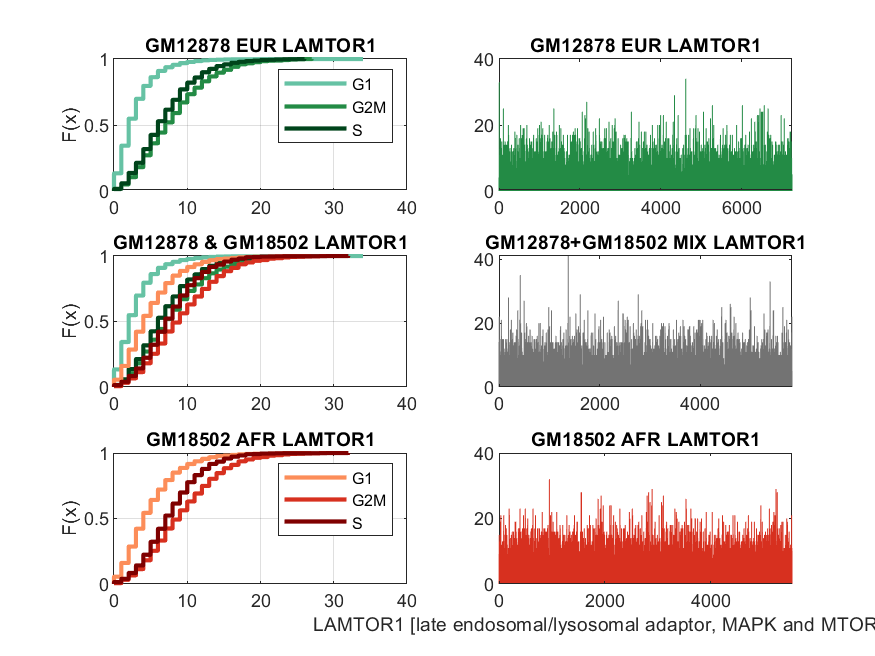 GM12878 EUR LAMTOR1
F(x)
1
0.5
0
0 10 20 30 40
G1
G2M
S
GM12878 EUR LAMTOR1
40
20
0
0 2000 4000 6000
GM12878 & GM18502 LAMTOR1
F(x)
1
0.5
0
0 10 20 30 40
GM12878+GM18502 MIX LAMTOR1
40
20
0
0 2000 4000
GM18502 AFR LAMTOR1
F(x)
1
0.5
0
0 10 20 30 40
G1
G2M
S
GM18502 AFR LAMTOR1
40
20
0
0 2000 4000
LAMTOR1 [late endosomal/lysosomal adaptor, MAPK and MTOR